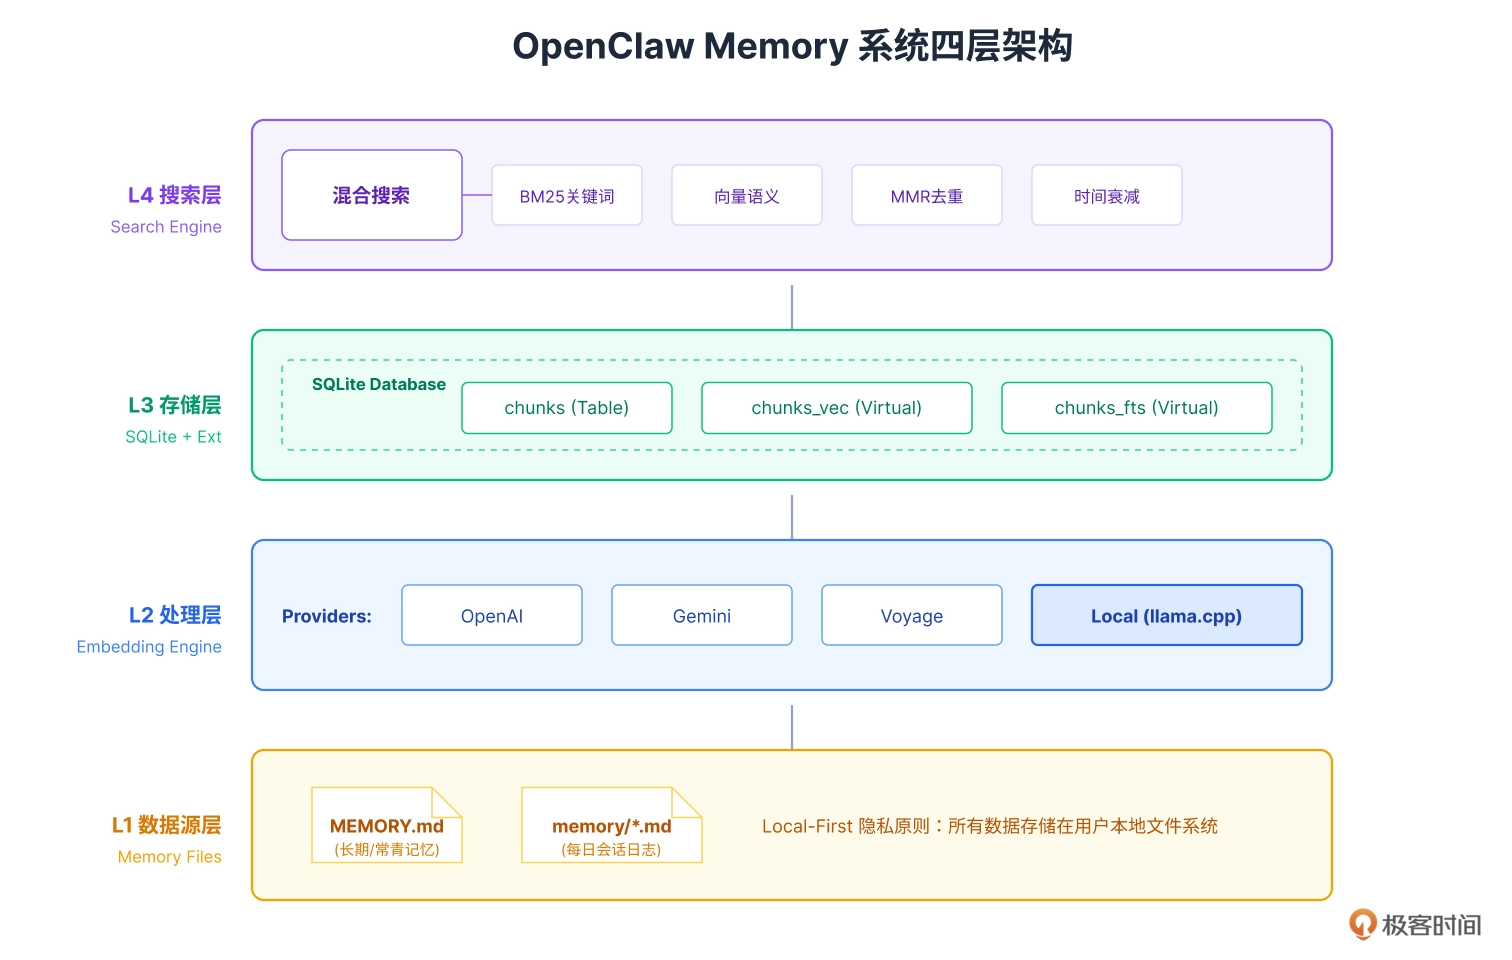 OpenClaw Memory 系统四层架构
L4 搜索层
Search Engine
混合搜索
BM25关键词
向量语义
MMR去重
时间衰减
L3 存储层
SQLite + Ext
SQLite Database
chunks (Table)
chunks_vec (Virtual)
chunks_fts (Virtual)
L2 处理层
Embedding Engine
Providers:
OpenAI
Gemini
Voyage
Local (llama.cpp)
L1 数据源层
Memory Files
MEMORY.md
(长期/常青记忆)
memory/*.md
(每日会话日志)
Local-First 隐私原则：所有数据存储在用户本地文件系统
极客时间